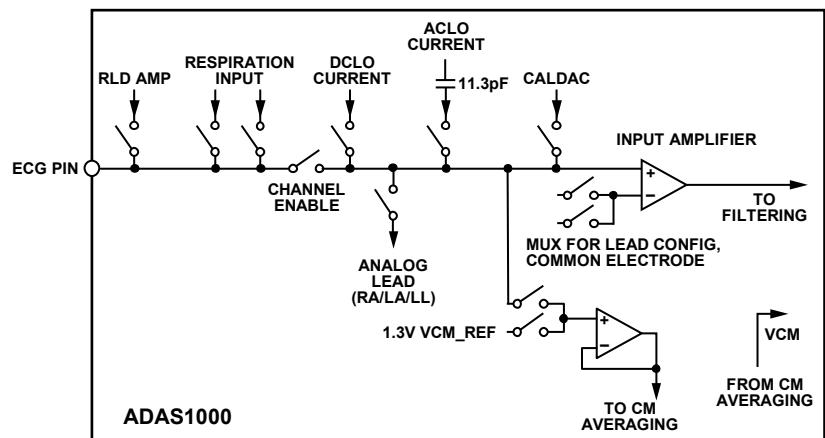 ACLO
CURRENT
RESPIRATION
INPUT
DCLO
CURRENT
RLD AMP
11.3pF
CALDAC
INPUT AMPLIFIER
ECG PIN
CHANNEL
ENABLE
+
−
TO
FILTERING
MUX FOR LEAD CONFIG,
COMMON ELECTRODE
ANALOG
LEAD
(RA/LA/LL)
1.3V VCM_REF
+
−
VCM
FROM CM
AVERAGING
TO CM
AVERAGING
ADAS1000